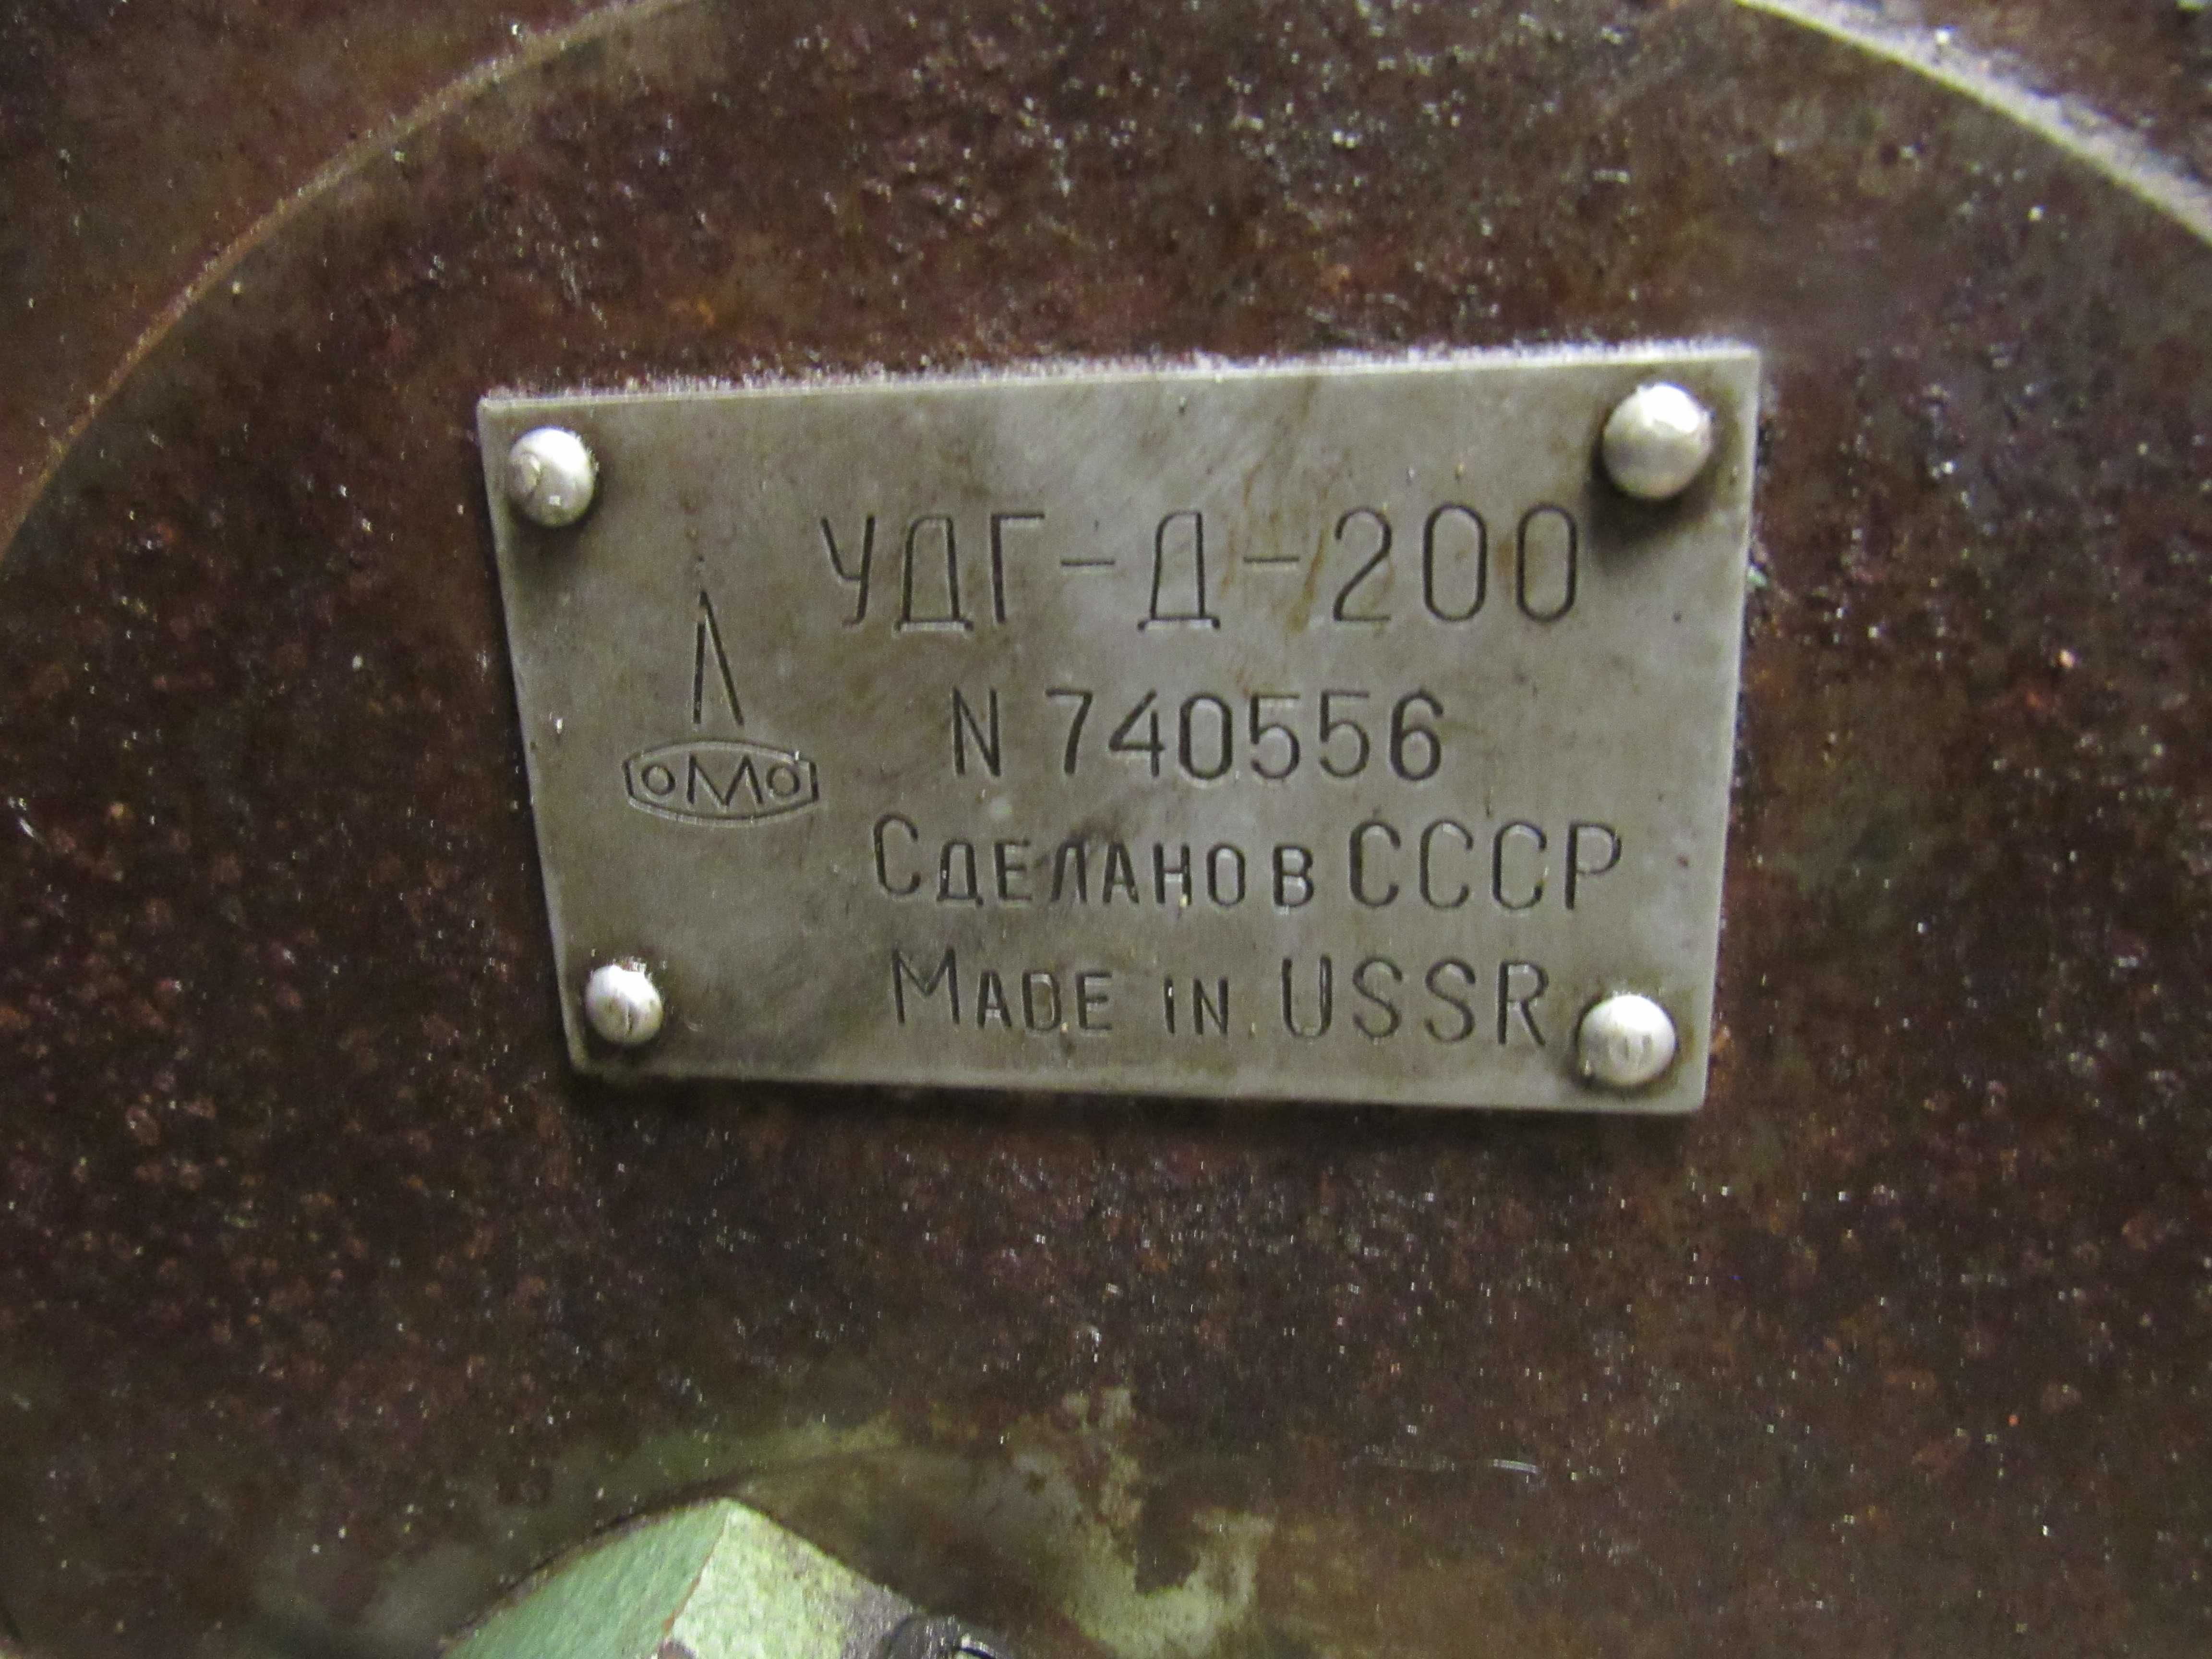 УДГ-Д-200
N 740556
ОМО
Сделано в СССР
Made in USSR